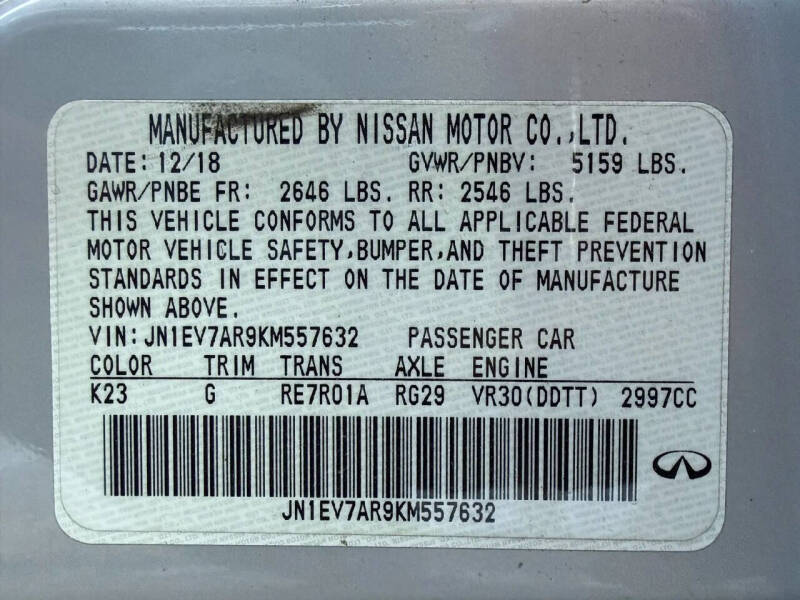 MANUFACTURED BY NISSAN MOTOR CO.,LTD.
DATE: 12/18 GVWR/PNBV: 5159 LBS.
GAWR/PNBE FR: 2646 LBS. RR: 2546 LBS.
THIS VEHICLE CONFORMS TO ALL APPLICABLE FEDERAL
MOTOR VEHICLE SAFETY,BUMPER,AND THEFT PREVENTION
STANDARDS IN EFFECT ON THE DATE OF MANUFACTURE
SHOWN ABOVE.
VIN: JN1EV7AR9KM557632 PASSENGER CAR
COLOR TRIM TRANS AXLE ENGINE
K23 G RE7R01A RG29 VR30(DDTT) 2997CC
JN1EV7AR9KM557632